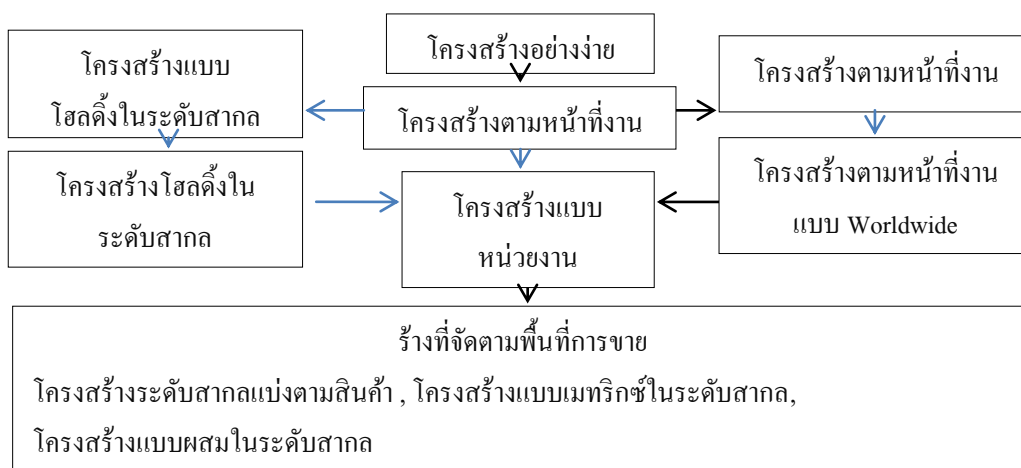 โครงสร้างอย่างง่าย
โครงสร้างแบบ
โฮลดิ้งในระดับสากล
โครงสร้างตามหน้าที่งาน
โครงสร้างตามหน้าที่งาน
โครงสร้างโฮลดิ้งใน
ระดับสากล
โครงสร้างแบบ
หน่วยงาน
โครงสร้างตามหน้าที่งาน
แบบ Worldwide
ร้างที่จัดตามพื้นที่การขาย
โครงสร้างระดับสากลแบ่งตามสินค้า , โครงสร้างแบบเมทริกซ์ในระดับสากล,
โครงสร้างแบบผสมในระดับสากล